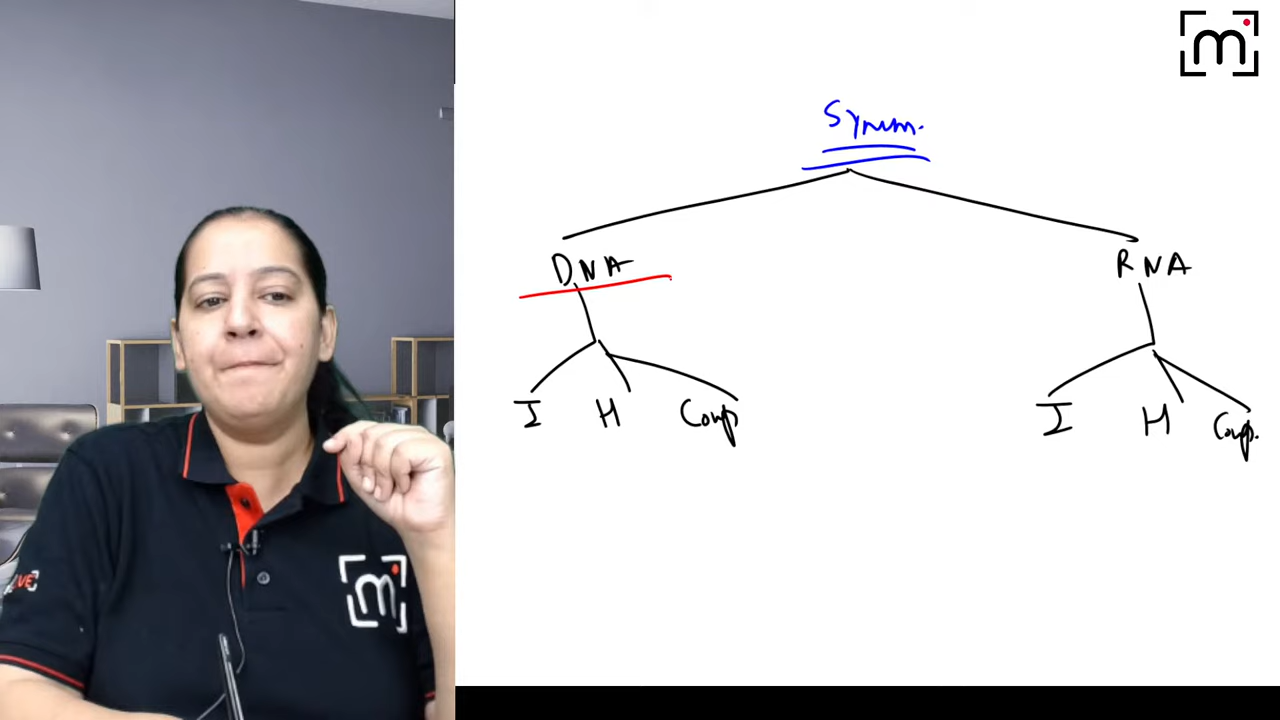 m
Symm.
DNA
RNA
I H Comp
I H Comp.
m